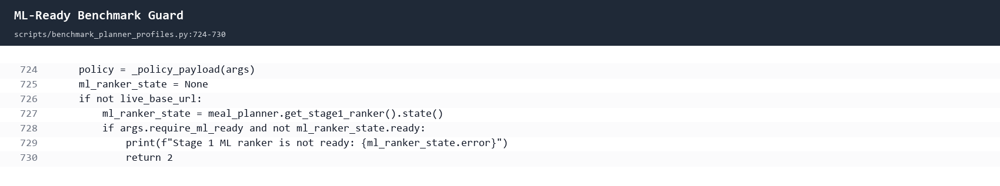 ML-Ready Benchmark Guard
scripts/benchmark_planner_profiles.py:724-730
724 policy = _policy_payload(args)
725 ml_ranker_state = None
726 if not live_base_url:
727 ml_ranker_state = meal_planner.get_stage1_ranker().state()
728 if args.require_ml_ready and not ml_ranker_state.ready:
729 print(f"Stage 1 ML ranker is not ready: {ml_ranker_state.error}")
730 return 2